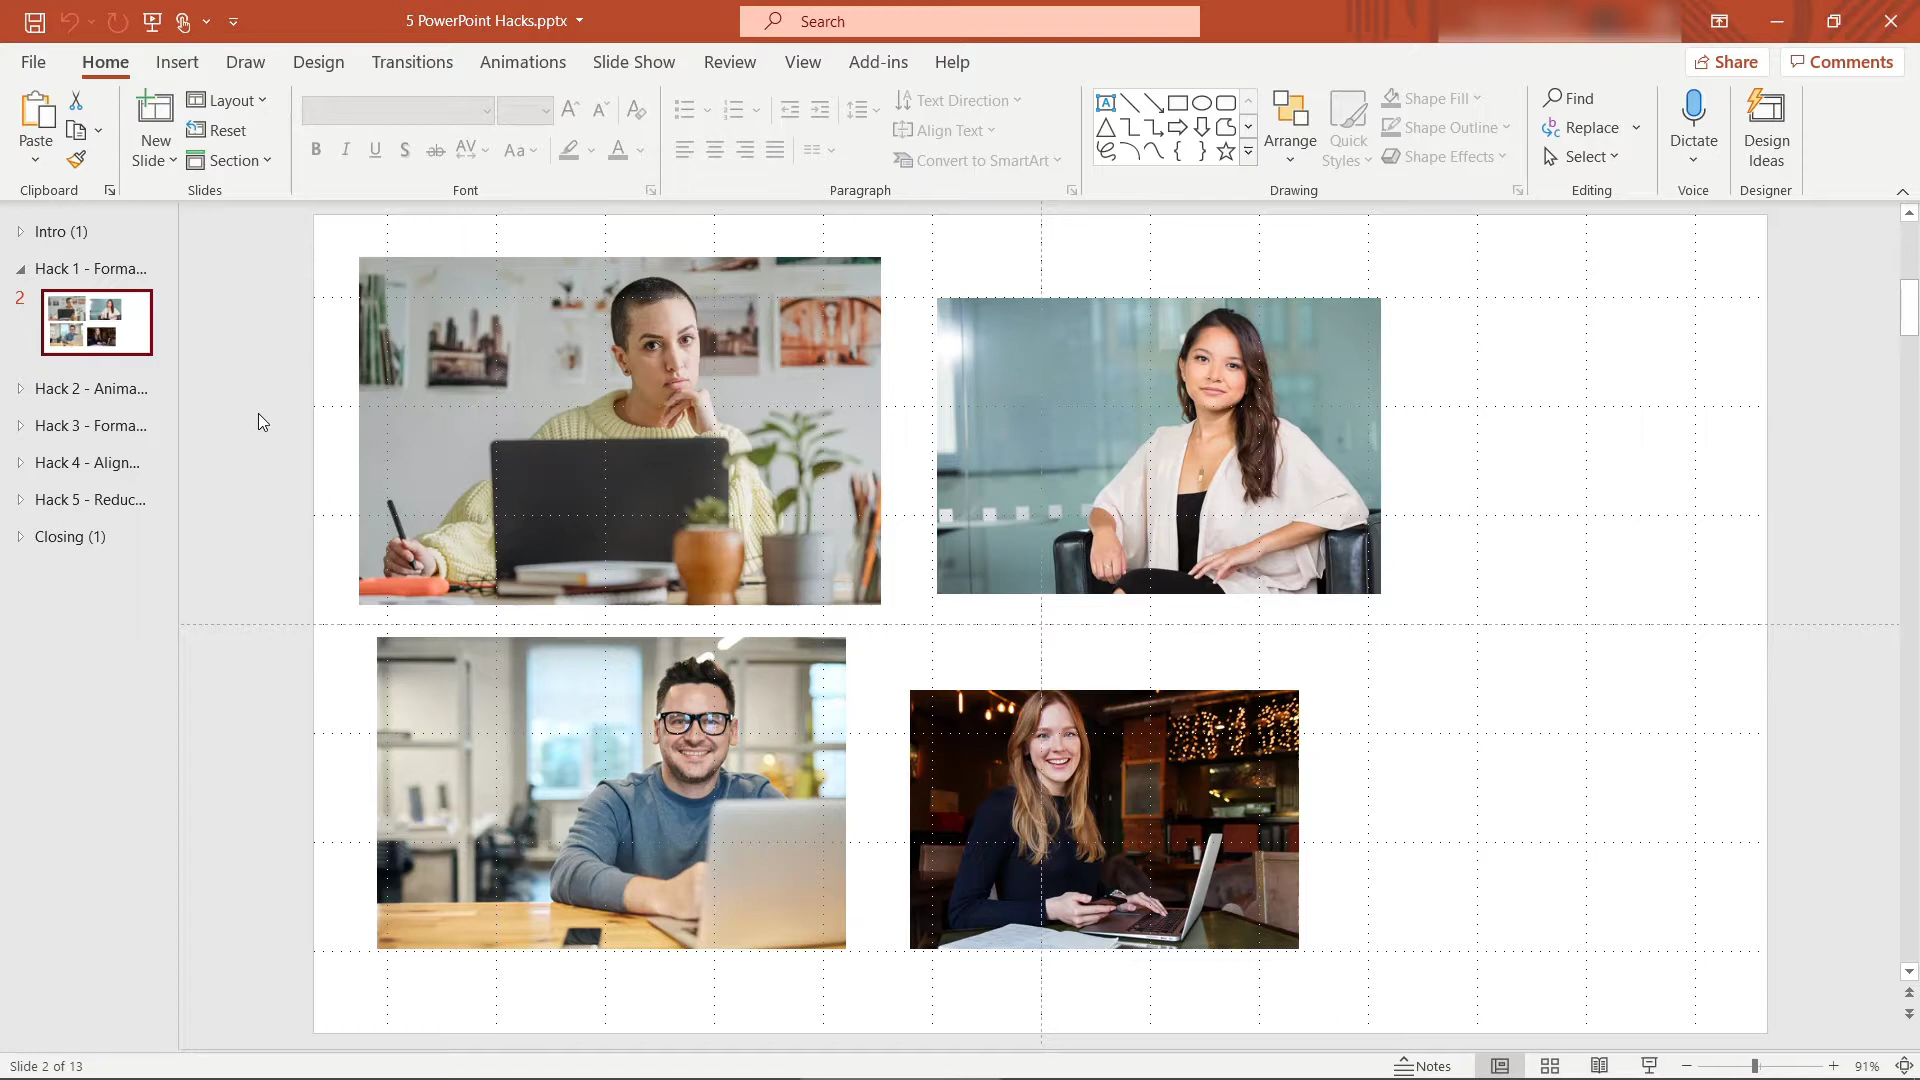 5 PowerPoint Hacks.pptx
Search
File Home Insert Draw Design Transitions Animations Slide Show Review View Add-ins Help
Share Comments
Paste
Clipboard
New Slide
Layout
Reset
Section
Slides
B I U S ab AV Aa A
Font
Text Direction
Align Text
Convert to SmartArt
Paragraph
Arrange
Quick Styles
Shape Fill
Shape Outline
Shape Effects
Drawing
Find
Replace
Select
Editing
Dictate
Voice
Design Ideas
Designer
Intro (1)
Hack 1 - Forma...
2
Hack 2 - Anima...
Hack 3 - Forma...
Hack 4 - Align...
Hack 5 - Reduc...
Closing (1)
Slide 2 of 13
Notes
91%